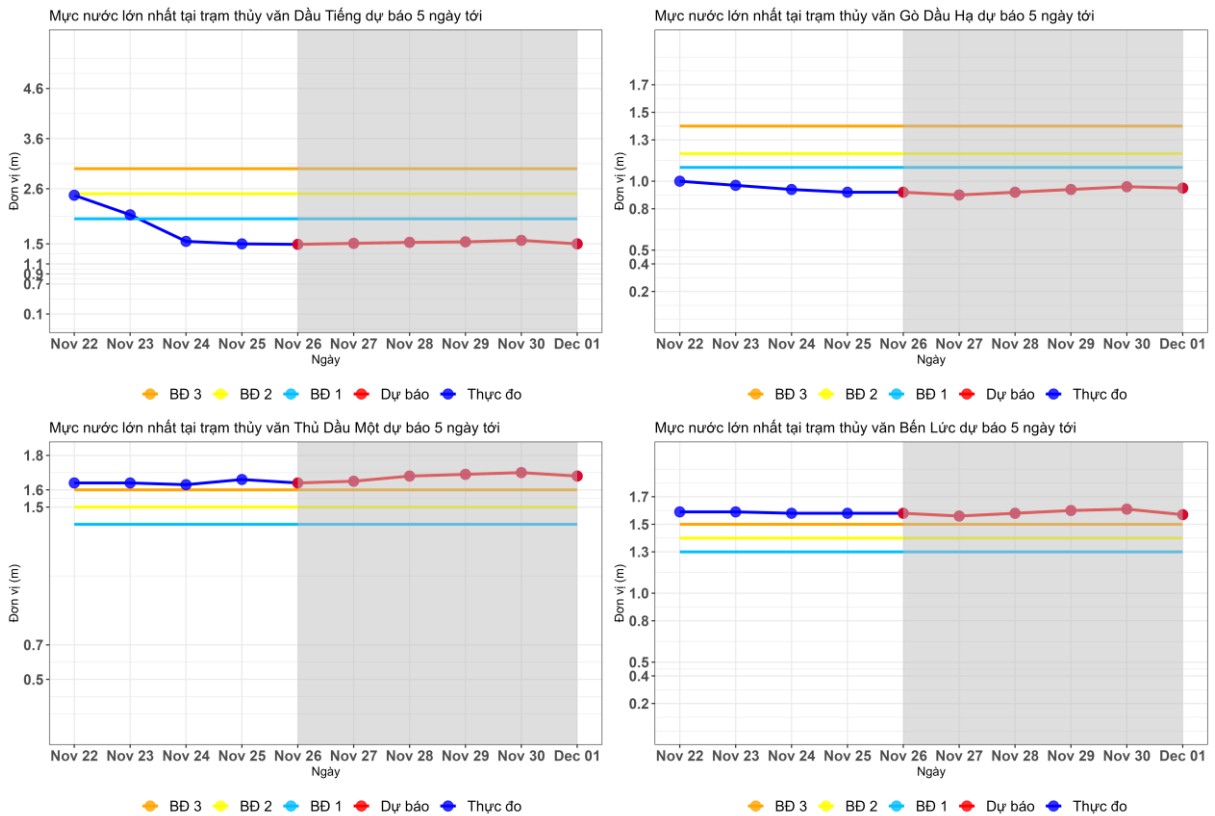 Mực nước lớn nhất tại trạm thủy văn Dầu Tiếng dự báo 5 ngày tới
4.6
3.6
2.6
1.5
1.1
0.9
0.7
0.1
Đơn vị (m)
Nov 22 Nov 23 Nov 24 Nov 25 Nov 26 Nov 27 Nov 28 Nov 29 Nov 30 Dec 01
Ngày
BĐ 3 BĐ 2 BĐ 1 Dự báo Thực đo
Mực nước lớn nhất tại trạm thủy văn Gò Dầu Hạ dự báo 5 ngày tới
1.7
1.5
1.3
1.0
0.8
0.5
0.4
0.2
Đơn vị (m)
Nov 22 Nov 23 Nov 24 Nov 25 Nov 26 Nov 27 Nov 28 Nov 29 Nov 30 Dec 01
Ngày
BĐ 3 BĐ 2 BĐ 1 Dự báo Thực đo
Mực nước lớn nhất tại trạm thủy văn Thủ Dầu Một dự báo 5 ngày tới
1.8
1.6
1.5
0.7
0.5
Đơn vị (m)
Nov 22 Nov 23 Nov 24 Nov 25 Nov 26 Nov 27 Nov 28 Nov 29 Nov 30 Dec 01
Ngày
BĐ 3 BĐ 2 BĐ 1 Dự báo Thực đo
Mực nước lớn nhất tại trạm thủy văn Bến Lức dự báo 5 ngày tới
1.7
1.5
1.3
1.0
0.8
0.5
0.4
0.2
Đơn vị (m)
Nov 22 Nov 23 Nov 24 Nov 25 Nov 26 Nov 27 Nov 28 Nov 29 Nov 30 Dec 01
Ngày
BĐ 3 BĐ 2 BĐ 1 Dự báo Thực đo